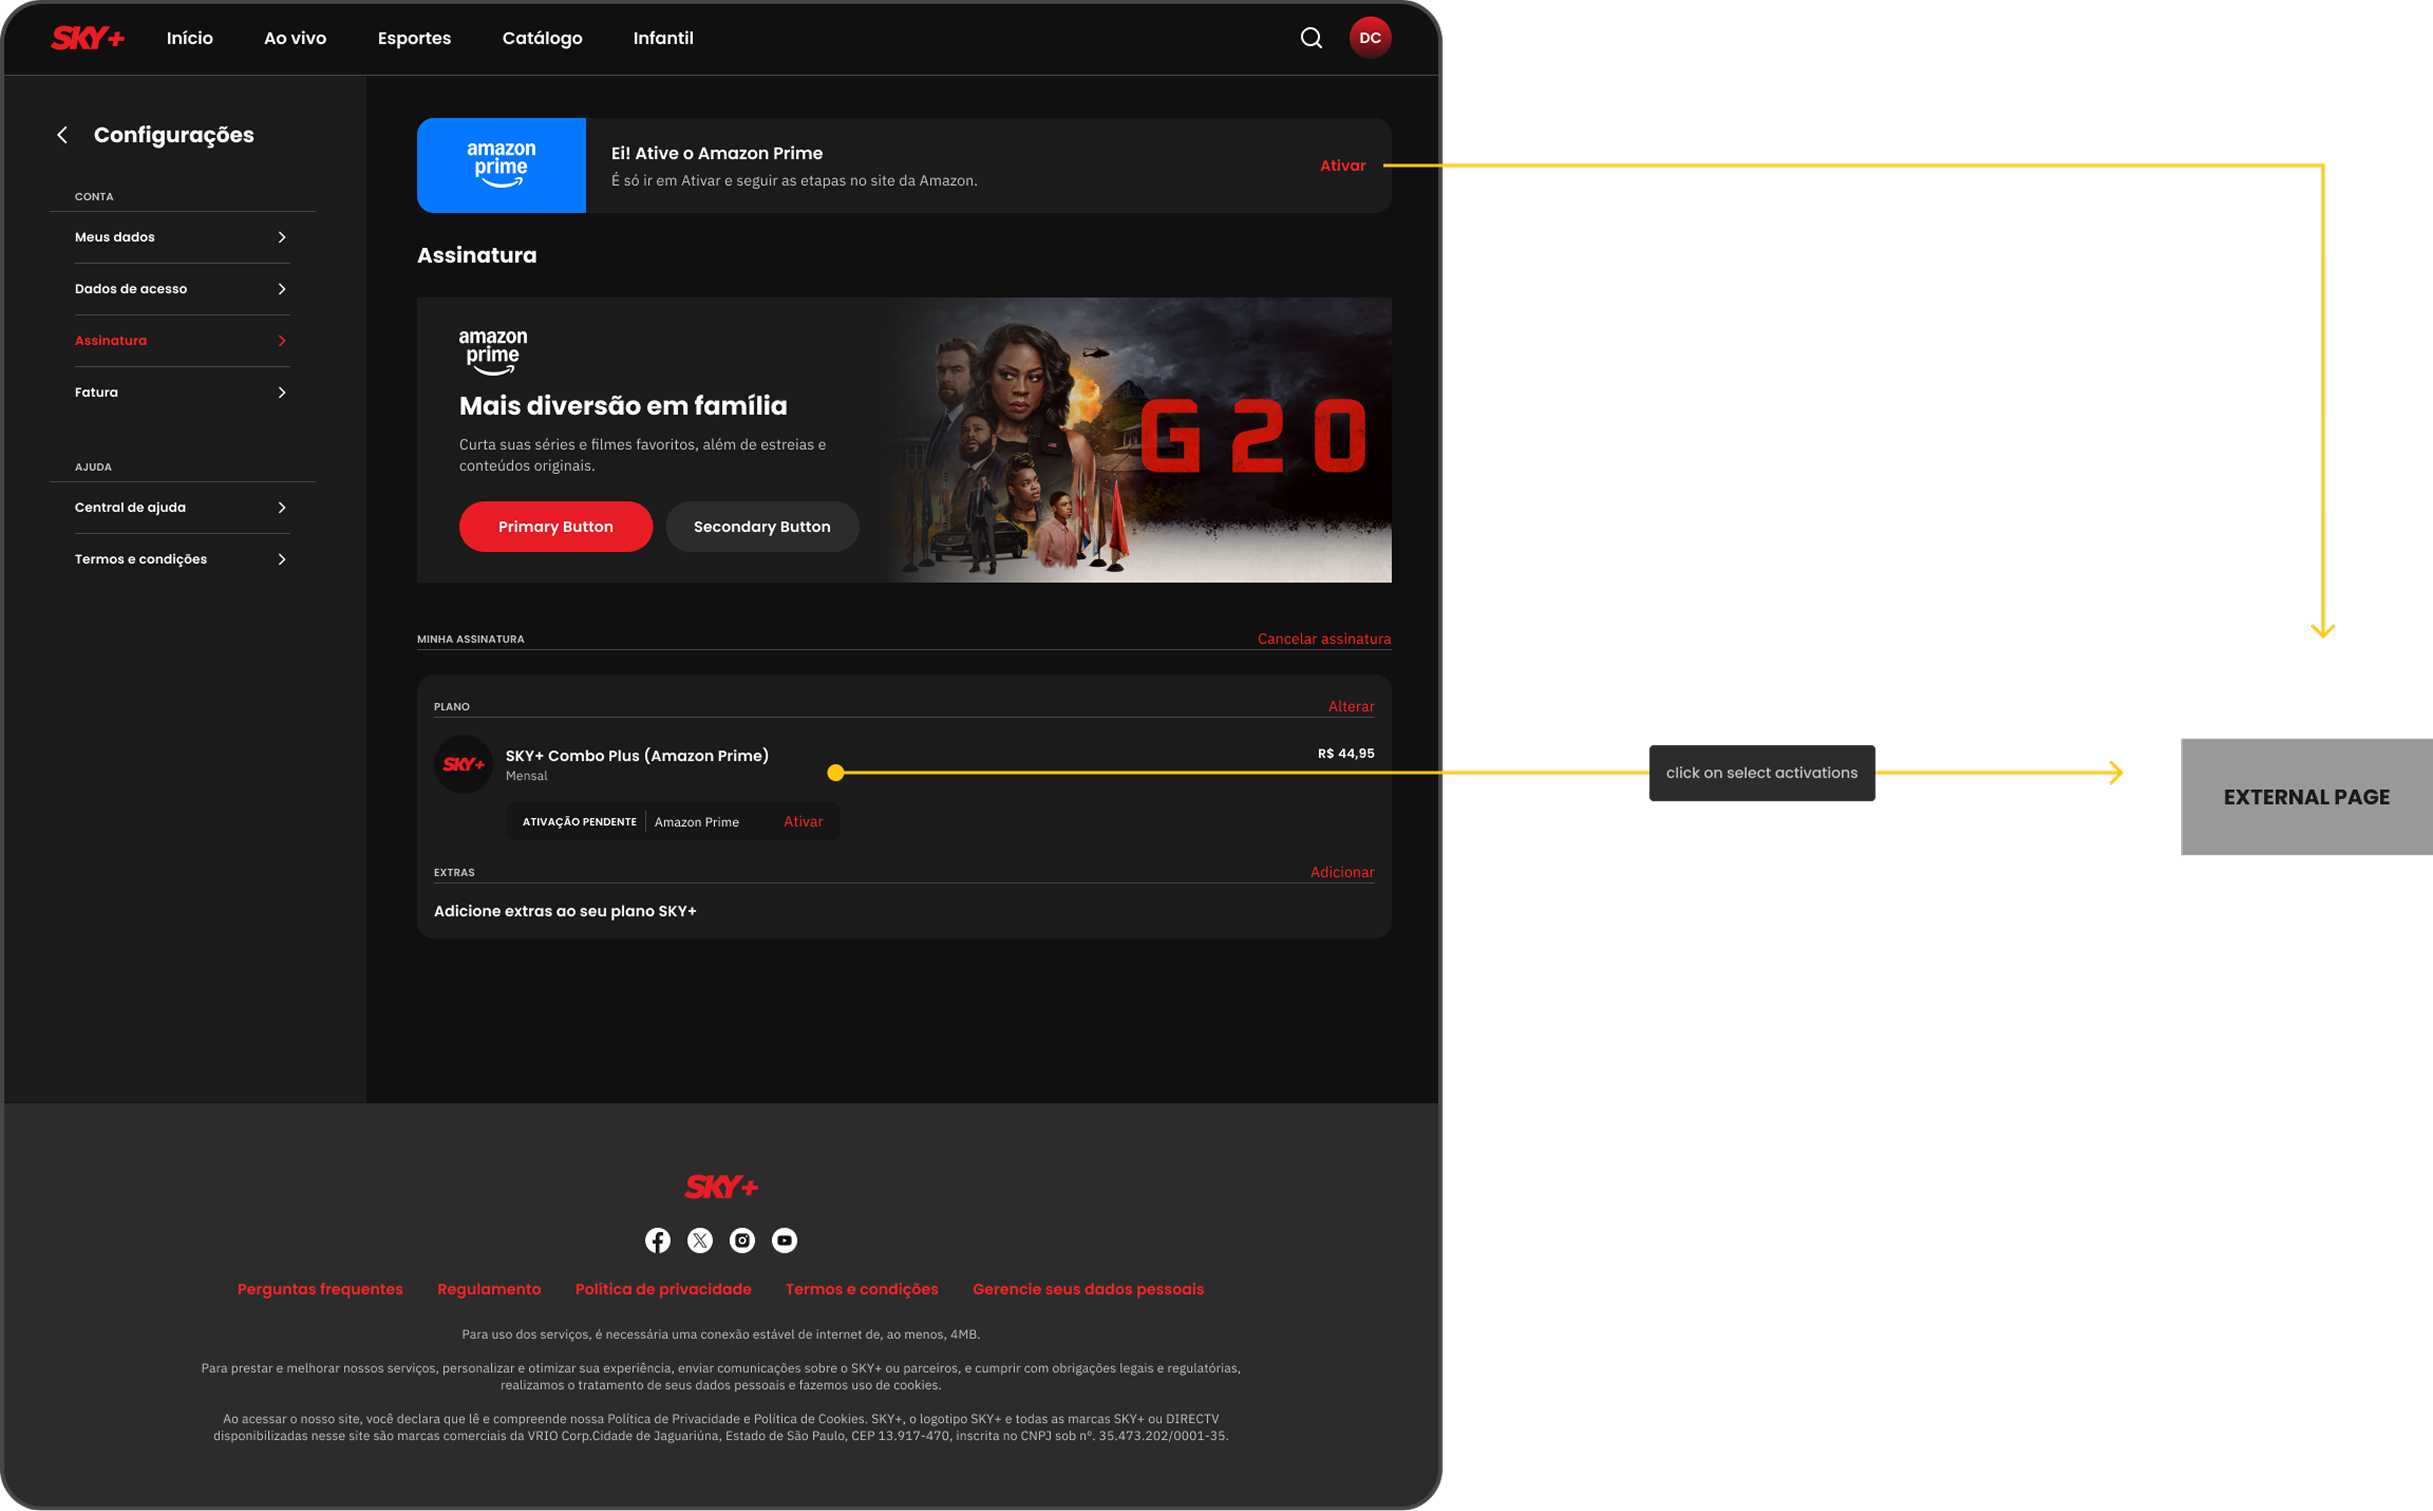 SKY+
Início
Ao vivo
Esportes
Catálogo
Infantil
DC
Configurações
CONTA
Meus dados
Dados de acesso
Assinatura
Fatura
AJUDA
Central de ajuda
Termos e condições
amazon
prime
Ei! Ative o Amazon Prime
É só ir em Ativar e seguir as etapas no site da Amazon.
Ativar
Assinatura
amazon
prime
Mais diversão em família
Curta suas séries e filmes favoritos, além de estreias e
conteúdos originais.
Primary Button
Secondary Button
G20
MINHA ASSINATURA
Cancelar assinatura
PLANO
Alterar
SKY+
SKY+ Combo Plus (Amazon Prime)
Mensal
R$ 44,95
ATIVAÇÃO PENDENTE
Amazon Prime
Ativar
EXTRAS
Adicionar
Adicione extras ao seu plano SKY+
click on select activations
EXTERNAL PAGE
SKY+
Perguntas frequentes
Regulamento
Política de privacidade
Termos e condições
Gerencie seus dados pessoais
Para uso dos serviços, é necessária uma conexão estável de internet de, ao menos, 4MB.
Para prestar e melhorar nossos serviços, personalizar e otimizar sua experiência, enviar comunicações sobre o SKY+ ou parceiros, e cumprir com obrigações legais e regulatórias,
realizamos o tratamento de seus dados pessoais e fazemos uso de cookies.
Ao acessar o nosso site, você declara que lê e compreende nossa Política de Privacidade e Política de Cookies. SKY+, o logotipo SKY+ e todas as marcas SKY+ ou DIRECTV
disponibilizadas nesse site são marcas comerciais da VRIO Corp.Cidade de Jaguariúna, Estado de São Paulo, CEP 13.917-470, inscrita no CNPJ sob nº. 35.473.202/0001-35.